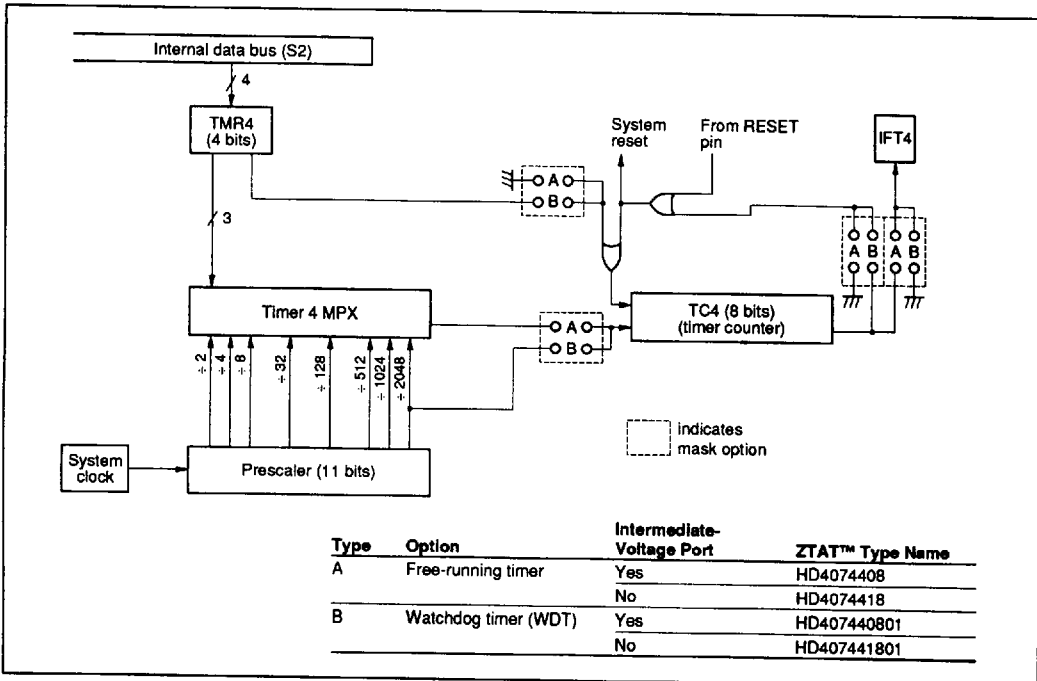 Internal data bus (S2)
4
TMR4
(4 bits)
System
reset
From RESET
pin
IFT4
A
B
3
A
B
A
B
Timer 4 MPX
A
B
TC4 (8 bits)
(timer counter)
÷ 2
÷ 4
÷ 8
÷ 32
÷ 128
÷ 512
÷ 1024
÷ 2048
indicates
mask option
System
clock
Prescaler (11 bits)
Type Option Intermediate-Voltage Port ZTAT™ Type Name
A Free-running timer Yes HD4074408
No HD4074418
B Watchdog timer (WDT) Yes HD407440801
No HD407441801